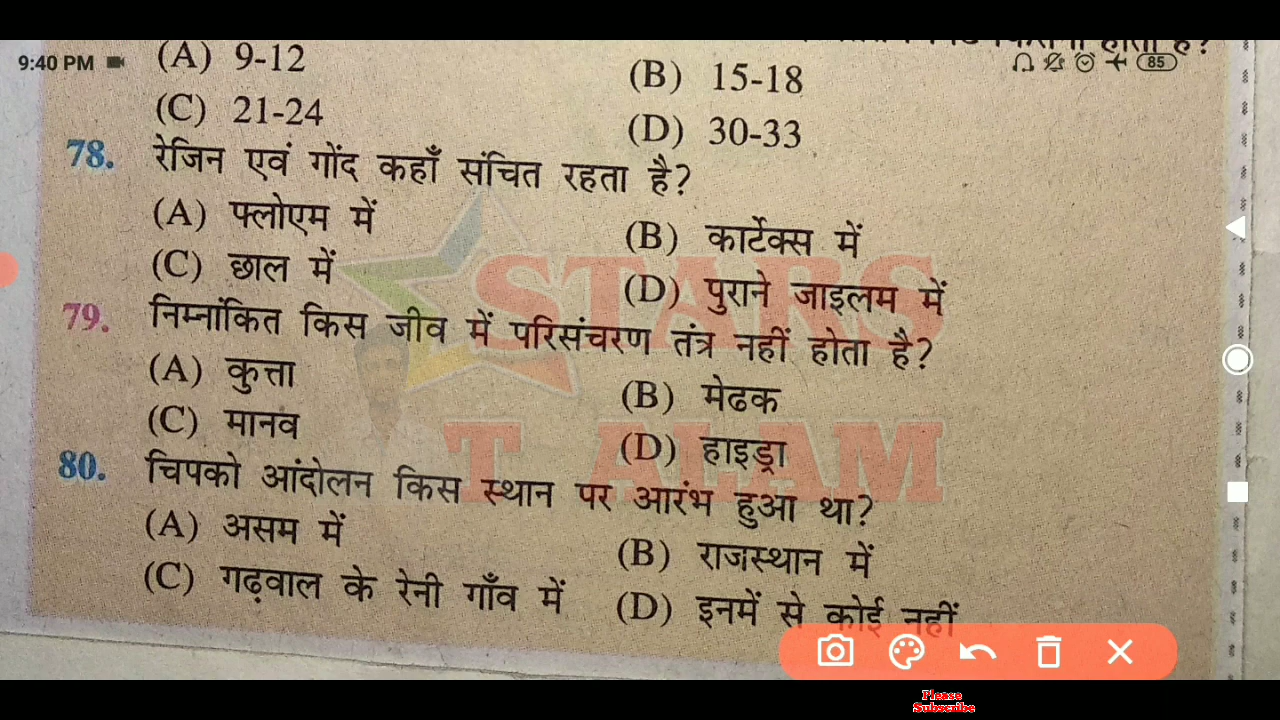 होता है?
9:40 PM
85
(A) 9-12
(B) 15-18
(C) 21-24
(D) 30-33
78. रेजिन एवं गोंद कहाँ संचित रहता है?
(A) फ्लोएम में
(B) कार्टेक्स में
(C) छाल में
(D) पुराने जाइलम में
79. निम्नांकित किस जीव में परिसंचरण तंत्र नहीं होता है?
(A) कुत्ता
(B) मेढक
(C) मानव
(D) हाइड्रा
80. चिपको आंदोलन किस स्थान पर आरंभ हुआ था?
(A) असम में
(B) राजस्थान में
(C) गढ़वाल के रेनी गाँव में
(D) इनमें से कोई नहीं
STARS
T ALAM
Please
Subscribe